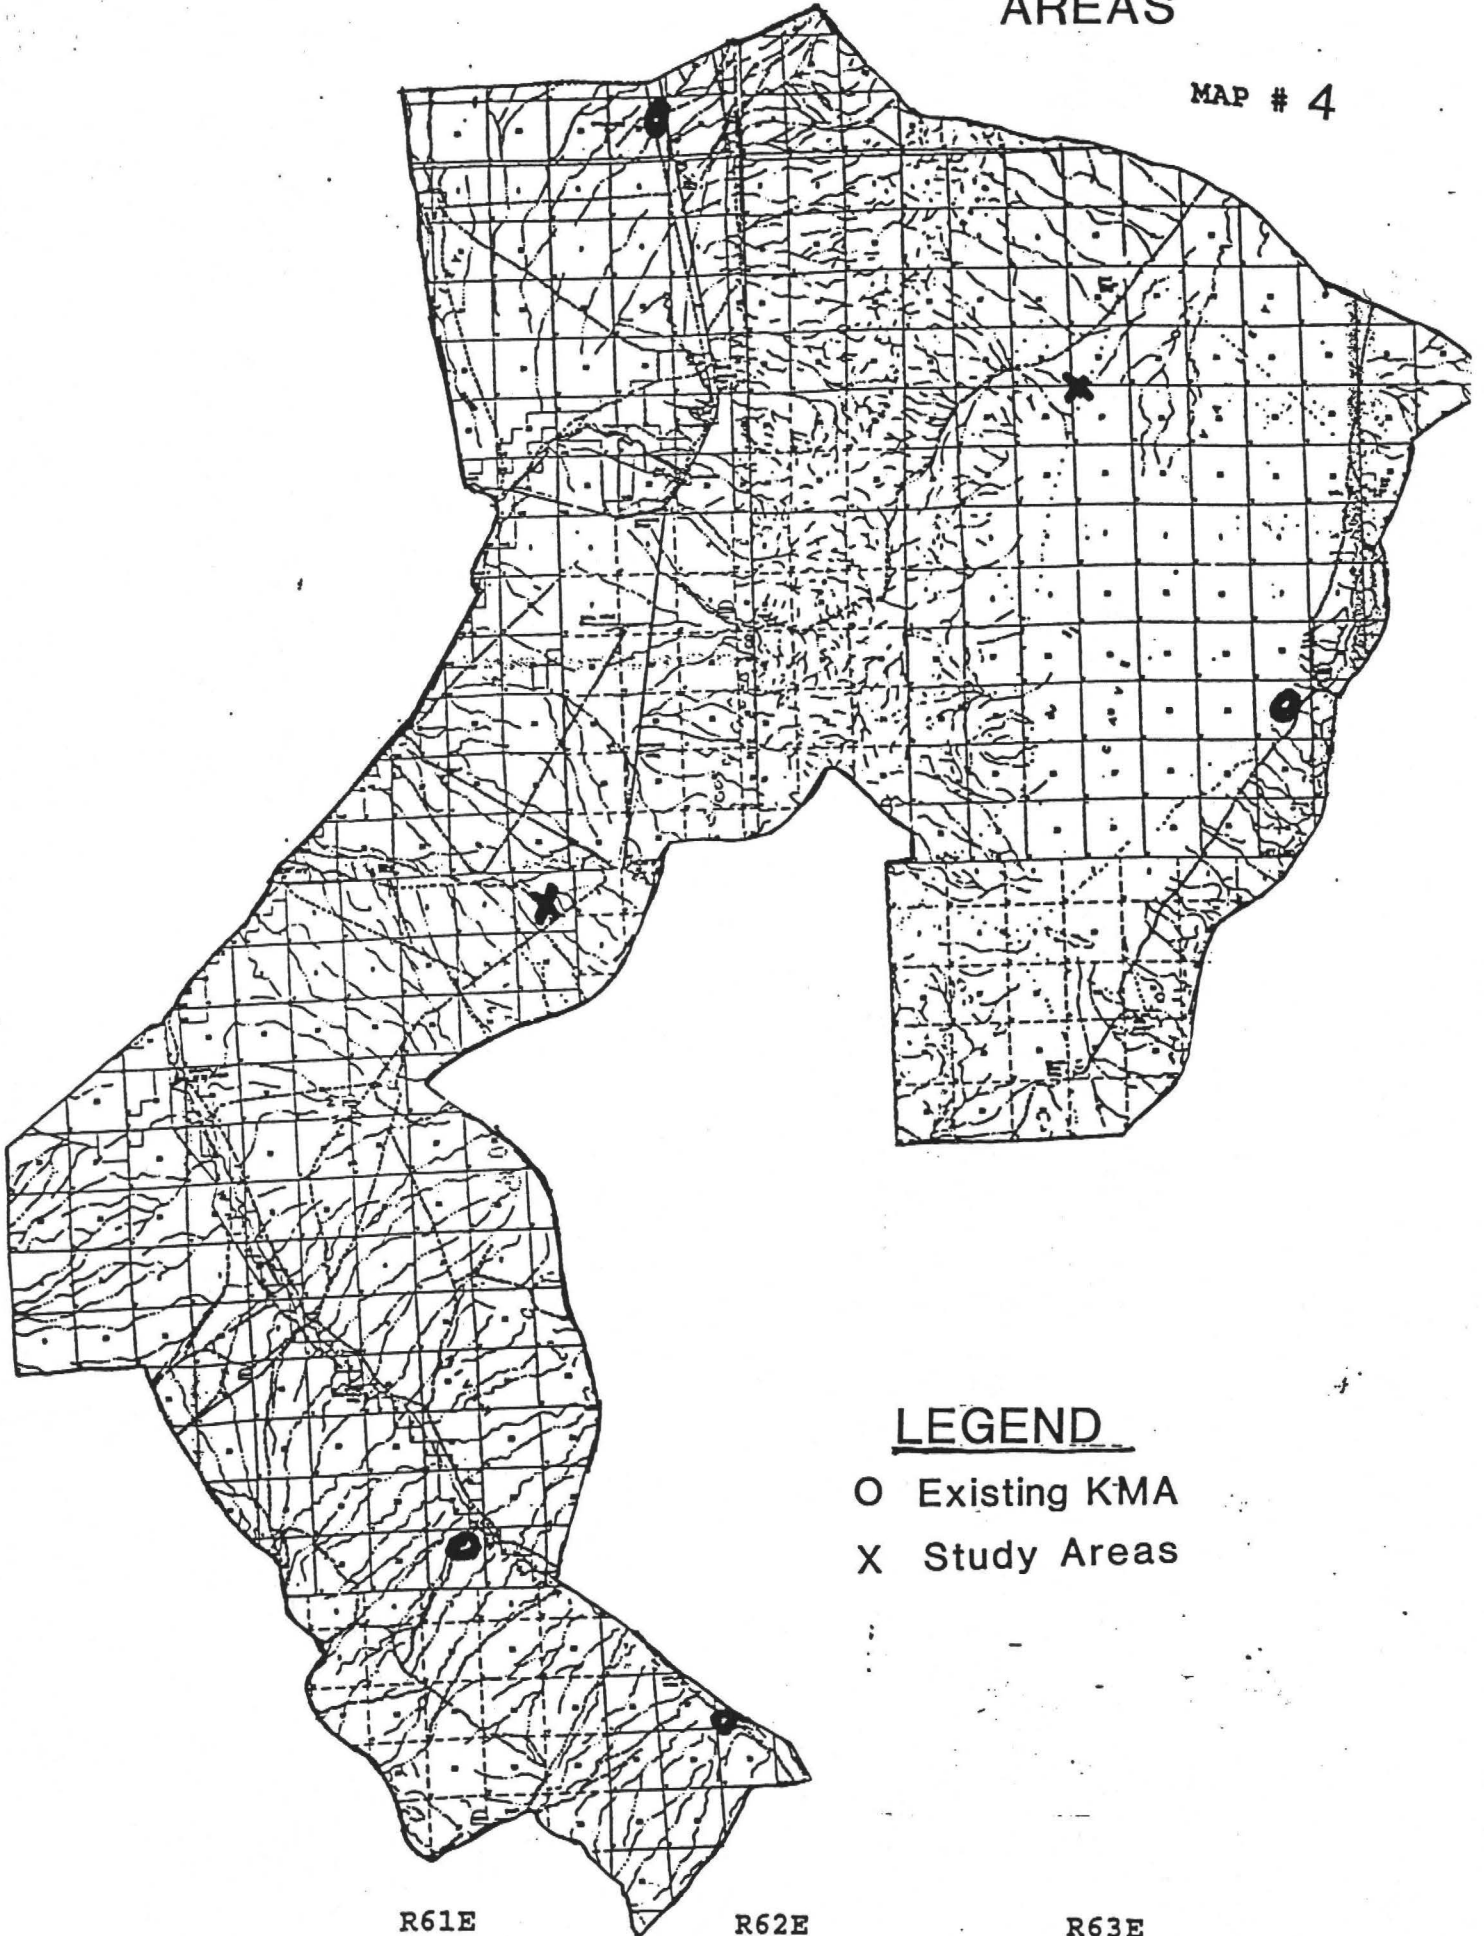 AREAS
MAP # 4
LEGEND
O Existing KMA
X Study Areas
R61E R62E R63E